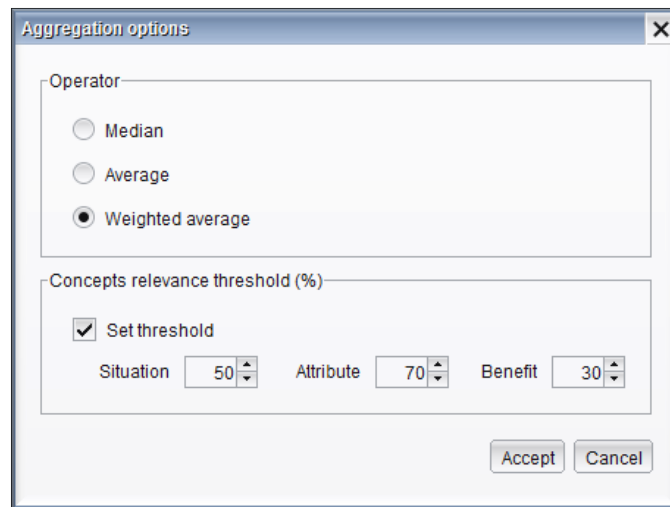 Aggregation options
Operator
Median
Average
Weighted average
Concepts relevance threshold (%)
Set threshold
Situation 50 Attribute 70 Benefit 30
Accept Cancel